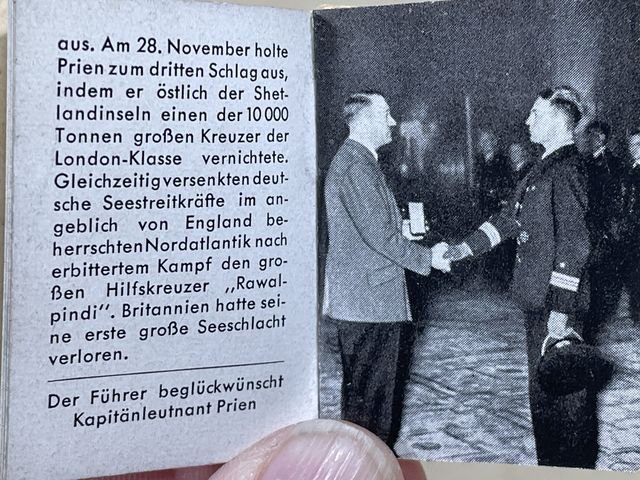 aus. Am 28. November holte
Prien zum dritten Schlag aus,
indem er östlich der Shet-
landinseln einen der 10 000
Tonnen großen Kreuzer der
London-Klasse vernichtete.
Gleichzeitig versenkten deut-
sche Seestreitkräfte im an-
geblich von England be-
herrschten Nordatlantik nach
erbittertem Kampf den gro-
ßen Hilfskreuzer „Rawal-
pindi“. Britannien hatte sei-
ne erste große Seeschlacht
verloren.
Der Führer beglückwünscht
Kapitänleutnant Prien